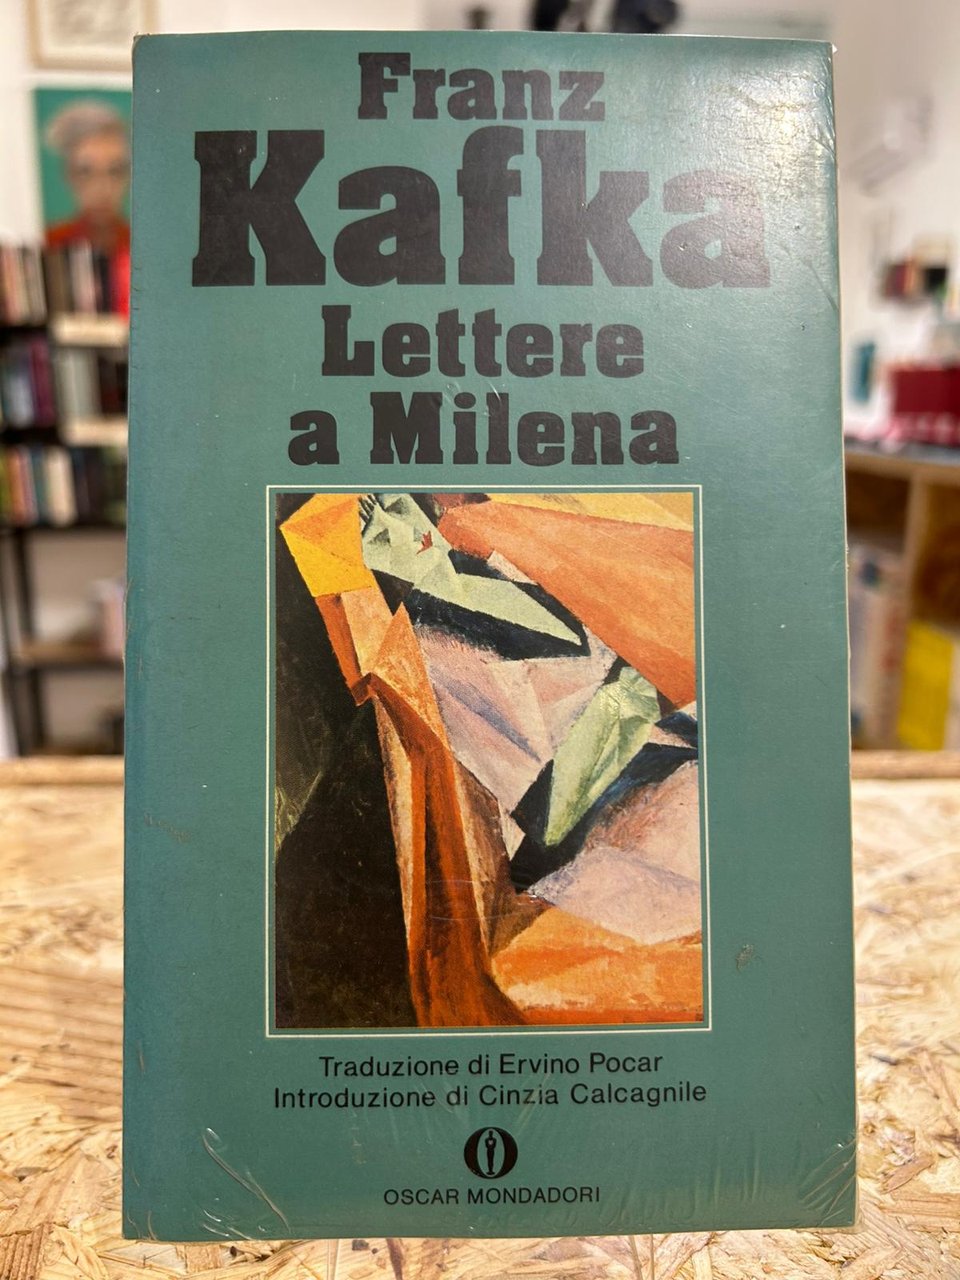 Franz
Kafka
Lettere
a Milena
Traduzione di Ervino Pocar
Introduzione di Cinzia Calcagnile
OSCAR MONDADORI